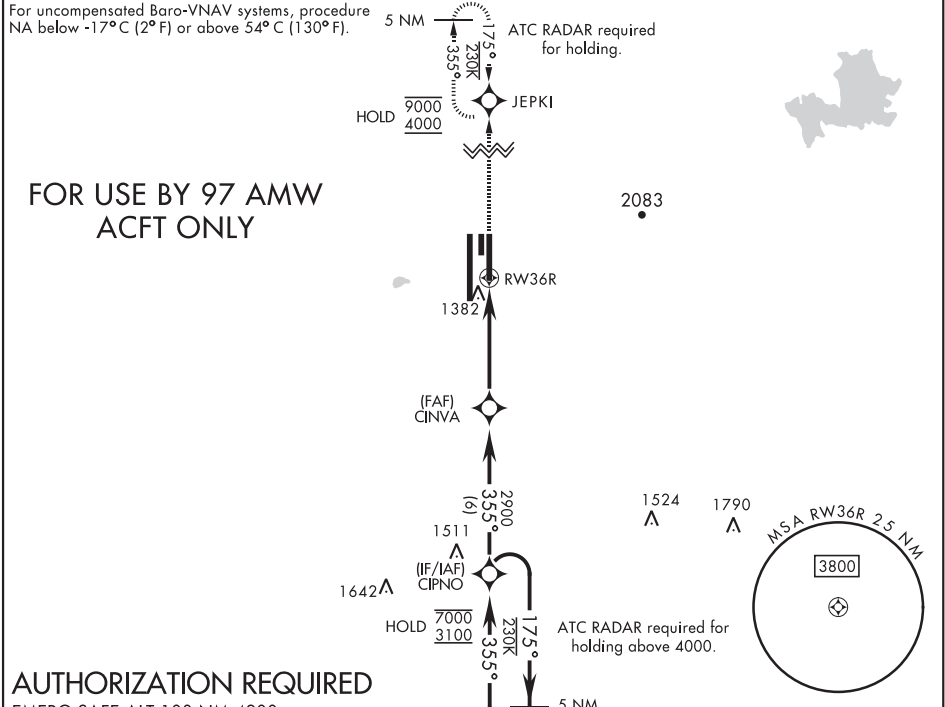 For uncompensated Baro-VNAV systems, procedure
NA below -17°C (2°F) or above 54°C (130°F).
5 NM
175°
230K
355°
ATC RADAR required
for holding.
HOLD
9000
4000
JEPKI
FOR USE BY 97 AMW
ACFT ONLY
2083
RW36R
1382
(FAF)
CINVA
2900
355°
(6)
1511
1524
1790
MSA RW36R 25 NM
3800
(IF/IAF)
CIPNO
1642
HOLD
7000
3100
355°
230K
175°
ATC RADAR required for
holding above 4000.
5 NM
AUTHORIZATION REQUIRED